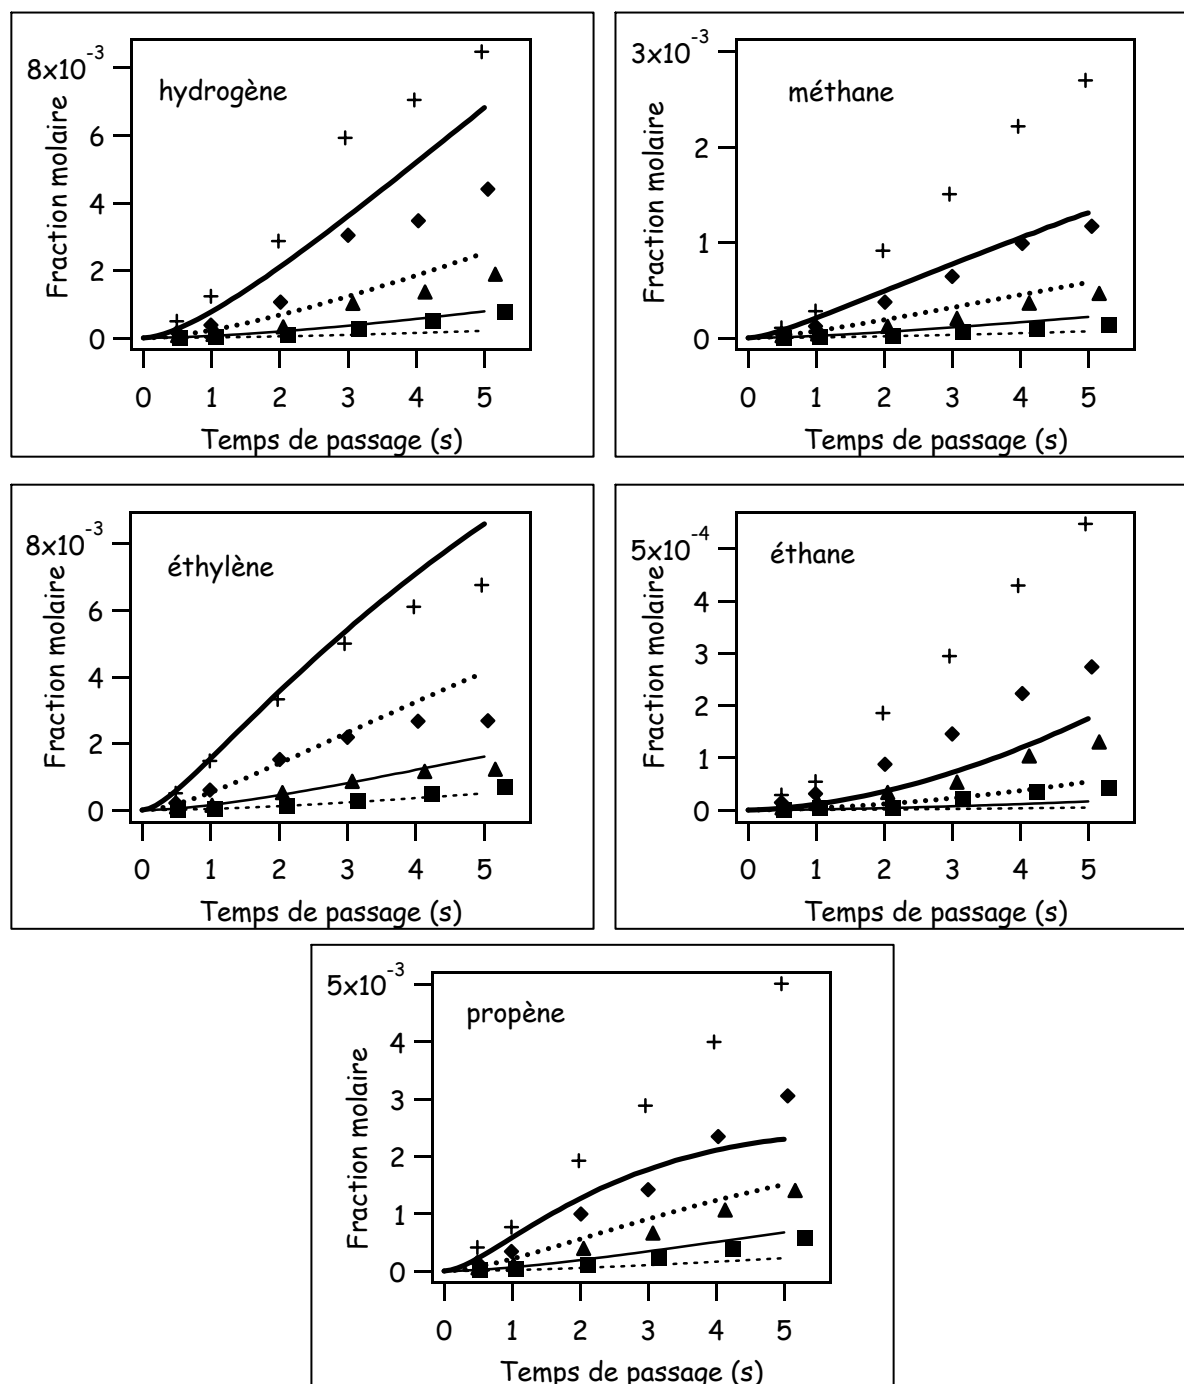 8x10-3
hydrogène
6
4
2
0
Fraction molaire
0 1 2 3 4 5
Temps de passage (s)
3x10-3
méthane
2
1
0
Fraction molaire
0 1 2 3 4 5
Temps de passage (s)
8x10-3
éthylène
6
4
2
0
Fraction molaire
0 1 2 3 4 5
Temps de passage (s)
5x10-4
éthane
4
3
2
1
0
Fraction molaire
0 1 2 3 4 5
Temps de passage (s)
5x10-3
propène
4
3
2
1
0
Fraction molaire
0 1 2 3 4 5
Temps de passage (s)